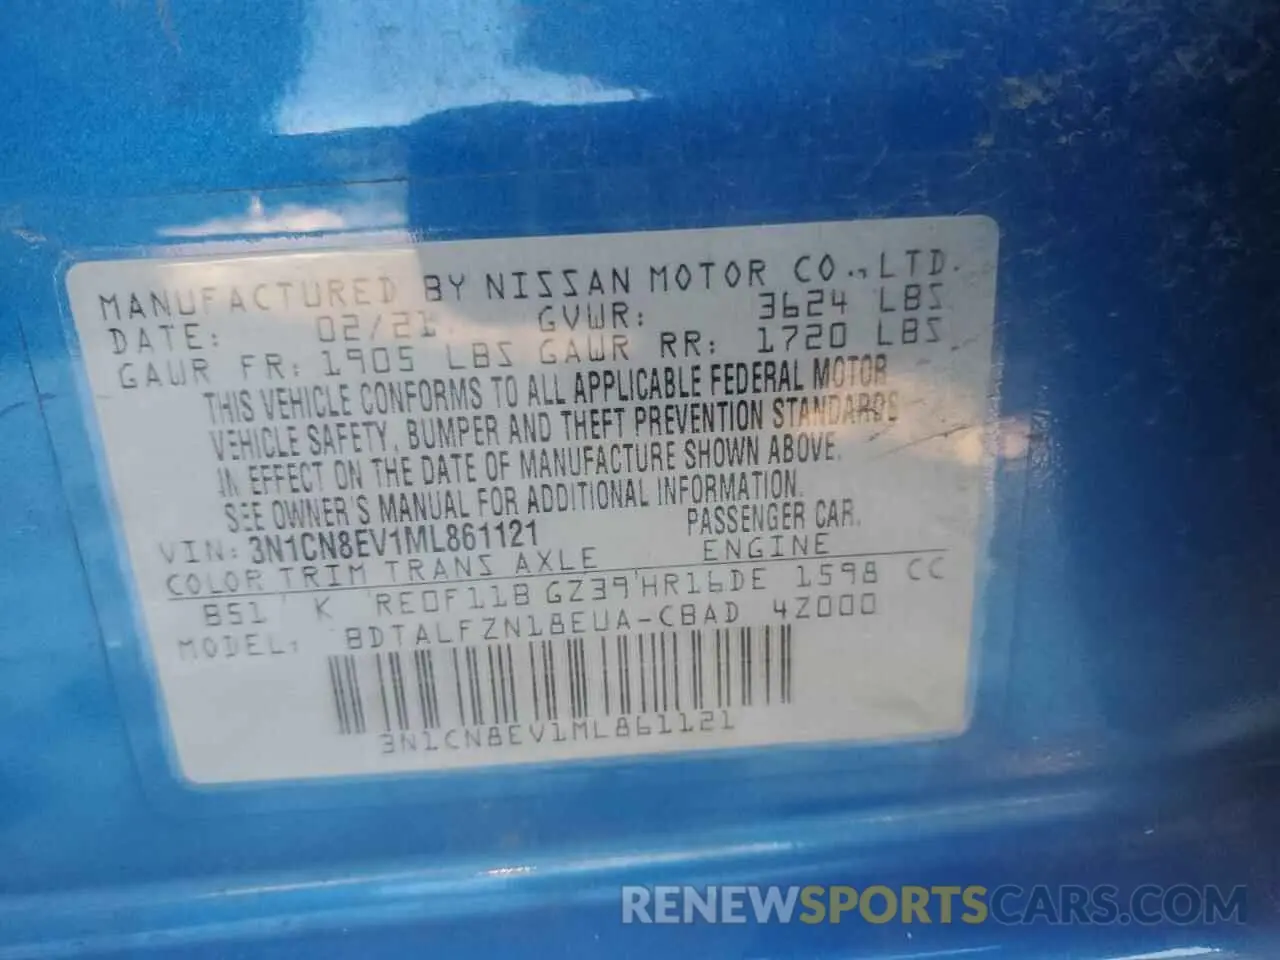 MANUFACTURED BY NISSAN MOTOR CO., LTD.
DATE: 02/21 GVWR: 3624 LBS
GAWR FR: 1905 LBS GAWR RR: 1720 LBS
THIS VEHICLE CONFORMS TO ALL APPLICABLE FEDERAL MOTOR
VEHICLE SAFETY, BUMPER AND THEFT PREVENTION STANDARDS
IN EFFECT ON THE DATE OF MANUFACTURE SHOWN ABOVE.
SEE OWNER'S MANUAL FOR ADDITIONAL INFORMATION.
VIN: 3N1CN8EV1ML861121 PASSENGER CAR.
COLOR TRIM TRANS AXLE ENGINE
B51 K RE0F11B GZ39 HR16DE 1598 CC
MODEL: BDTALFZN18EUA-CBAD 4Z000
3N1CN8EV1ML861121
RENEWSPORTSCARS.COM